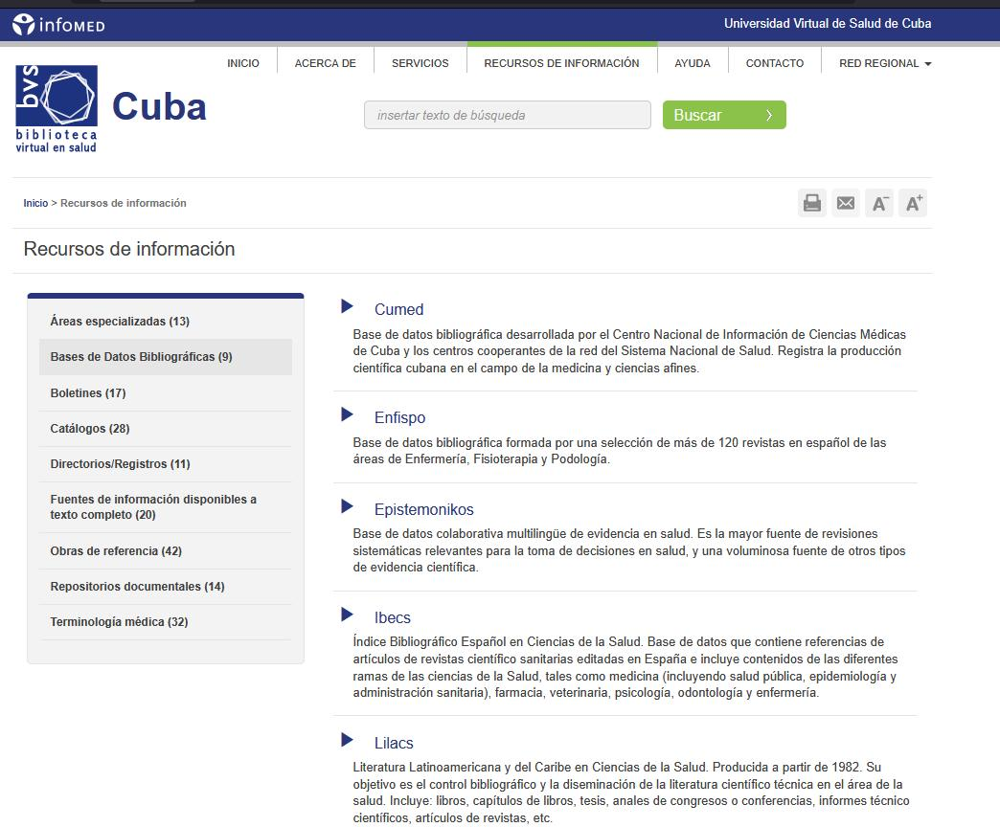 infoMED
Universidad Virtual de Salud de Cuba
INICIO
ACERCA DE
SERVICIOS
RECURSOS DE INFORMACIÓN
AYUDA
CONTACTO
RED REGIONAL
bvs
biblioteca
virtual en salud
Cuba
insertar texto de búsqueda
Buscar
Inicio > Recursos de información
A-
A+
Recursos de información
Áreas especializadas (13)
Bases de Datos Bibliográficas (9)
Boletines (17)
Catálogos (28)
Directorios/Registros (11)
Fuentes de información disponibles a
texto completo (20)
Obras de referencia (42)
Repositorios documentales (14)
Terminología médica (32)
Cumed
Base de datos bibliográfica desarrollada por el Centro Nacional de Información de Ciencias Médicas
de Cuba y los centros cooperantes de la red del Sistema Nacional de Salud. Registra la producción
científica cubana en el campo de la medicina y ciencias afines.
Enfispo
Base de datos bibliográfica formada por una selección de más de 120 revistas en español de las
áreas de Enfermería, Fisioterapia y Podología.
Epistemonikos
Base de datos colaborativa multilingüe de evidencia en salud. Es la mayor fuente de revisiones
sistemáticas relevantes para la toma de decisiones en salud, y una voluminosa fuente de otros tipos
de evidencia científica.
Ibecs
Índice Bibliográfico Español en Ciencias de la Salud. Base de datos que contiene referencias de
artículos de revistas científico sanitarias editadas en España e incluye contenidos de las diferentes
ramas de las ciencias de la Salud, tales como medicina (incluyendo salud pública, epidemiología y
administración sanitaria), farmacia, veterinaria, psicología, odontología y enfermería.
Lilacs
Literatura Latinoamericana y del Caribe en Ciencias de la Salud. Producida a partir de 1982. Su
objetivo es el control bibliográfico y la diseminación de la literatura científico técnica en el área de la
salud. Incluye: libros, capítulos de libros, tesis, anales de congresos o conferencias, informes técnico
científicos, artículos de revistas, etc.